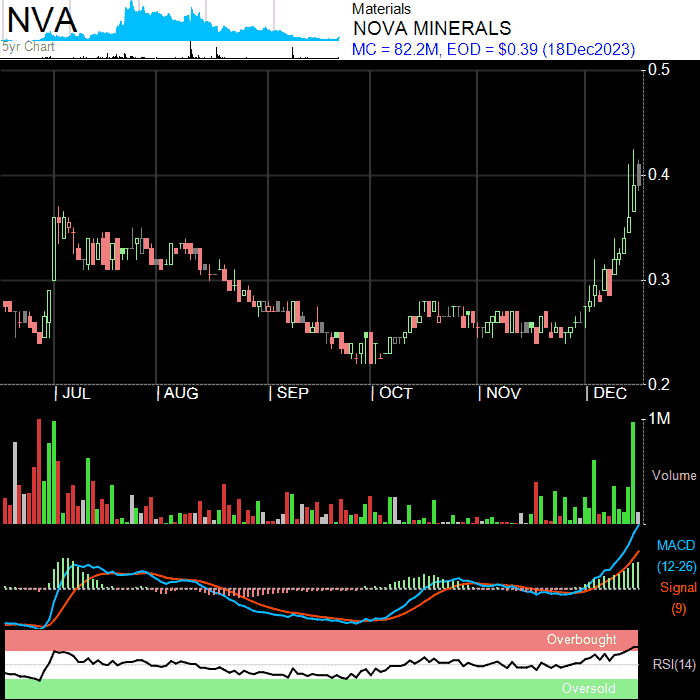 NVA
5yr Chart
Materials
NOVA MINERALS
MC = 82.2M, EOD = $0.39 (18Dec2023)
0.5
0.4
0.3
0.2
JUL AUG SEP OCT NOV DEC
1M
Volume
MACD
(12-26)
Signal
(9)
Overbought
RSI(14)
Oversold